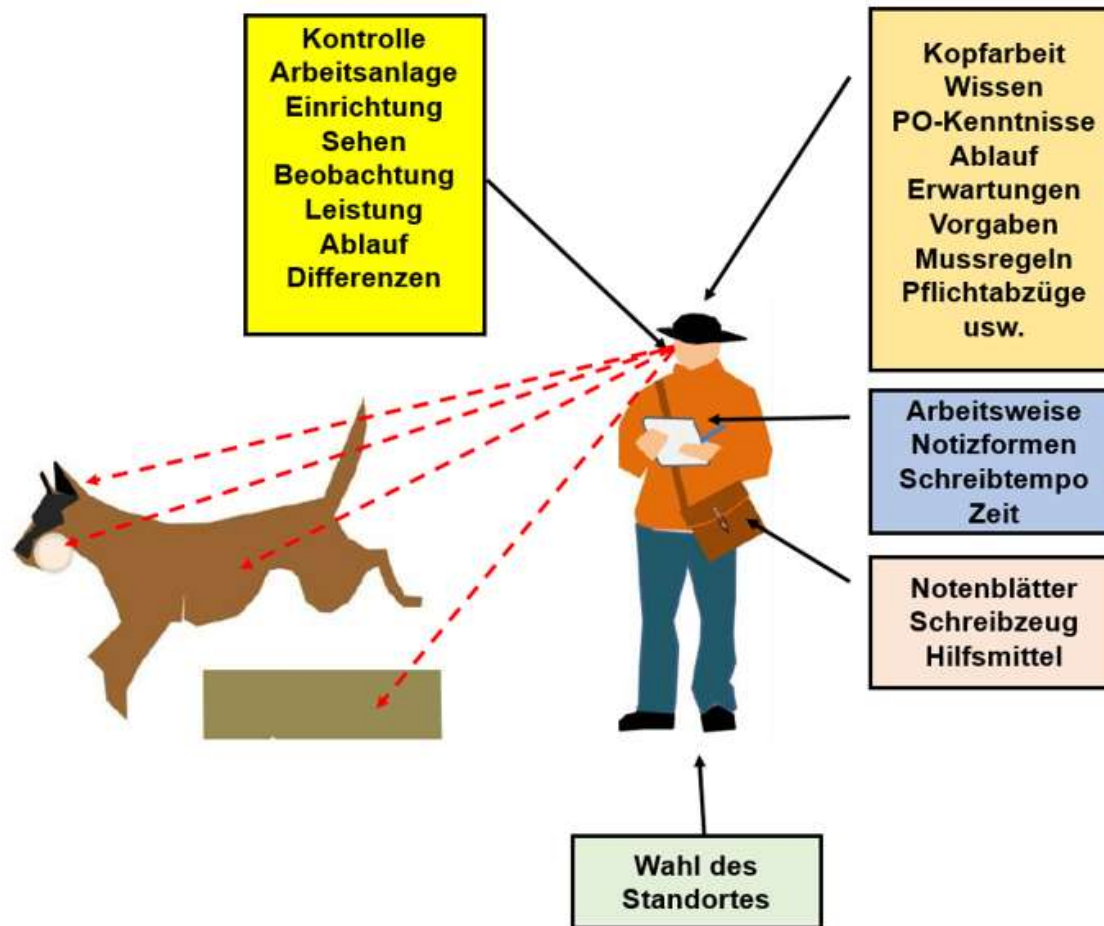 Kontrolle
Arbeitsanlage
Einrichtung
Sehen
Beobachtung
Leistung
Ablauf
Differenzen
Kopfarbeit
Wissen
PO-Kenntnisse
Ablauf
Erwartungen
Vorgaben
Mussregeln
Pflichtabzüge
usw.
Arbeitsweise
Notizformen
Schreibtempo
Zeit
Notenblätter
Schreibzeug
Hilfsmittel
Wahl des
Standortes